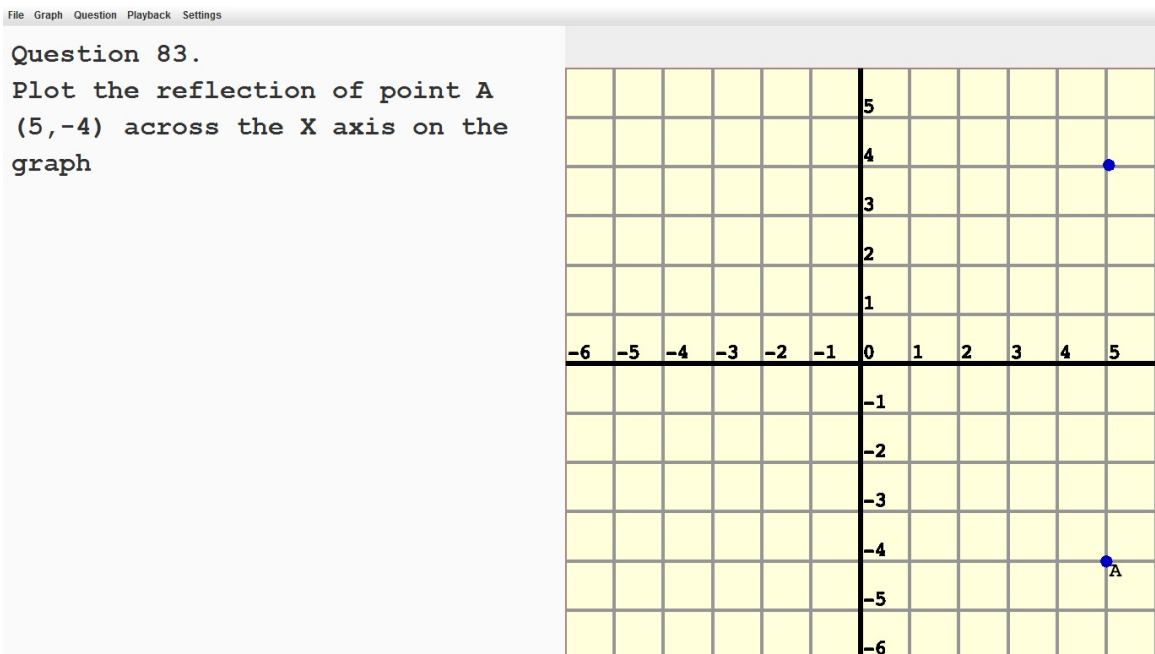 File Graph Question Playback Settings
Question 83.
Plot the reflection of point A
(5,-4) across the X axis on the
graph
5
4
3
2
1
-6 -5 -4 -3 -2 -1 0 1 2 3 4 5
-1
-2
-3
-4
A
-5
-6